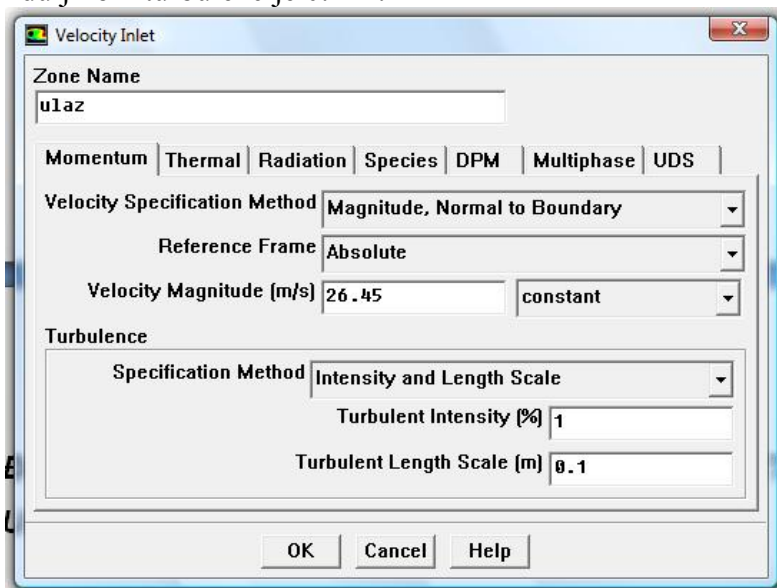 Velocity Inlet
Zone Name
ulaz
Momentum Thermal Radiation Species DPM Multiphase UDS
Velocity Specification Method Magnitude, Normal to Boundary
Reference Frame Absolute
Velocity Magnitude (m/s) 26.45 constant
Turbulence
Specification Method Intensity and Length Scale
Turbulent Intensity (%) 1
Turbulent Length Scale (m) 0.1
OK Cancel Help